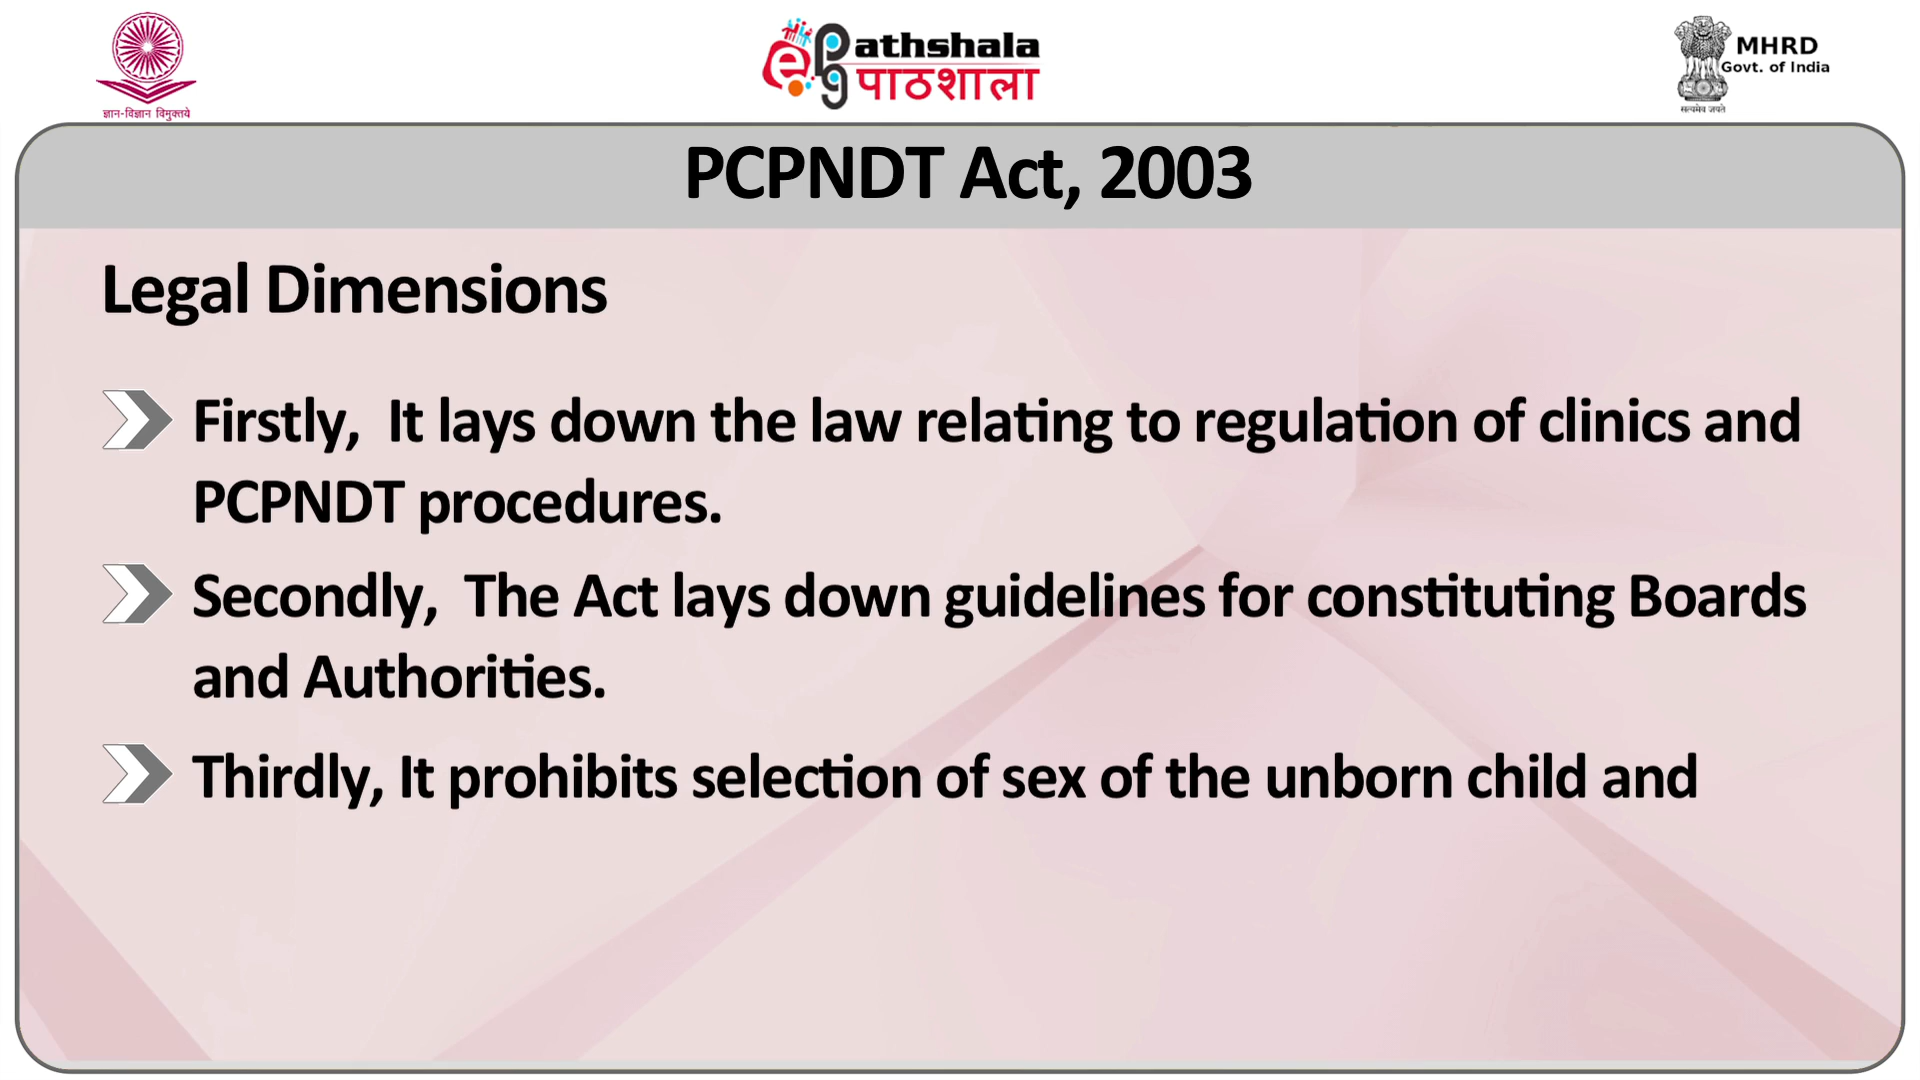 ज्ञान-विज्ञान विमुक्तये
e
PG
athshala
पाठशाला
MHRD
Govt. of India
सत्यमेव जयते
PCPNDT Act, 2003
Legal Dimensions
Firstly, It lays down the law relating to regulation of clinics and
PCPNDT procedures.
Secondly, The Act lays down guidelines for constituting Boards
and Authorities.
Thirdly, It prohibits selection of sex of the unborn child and